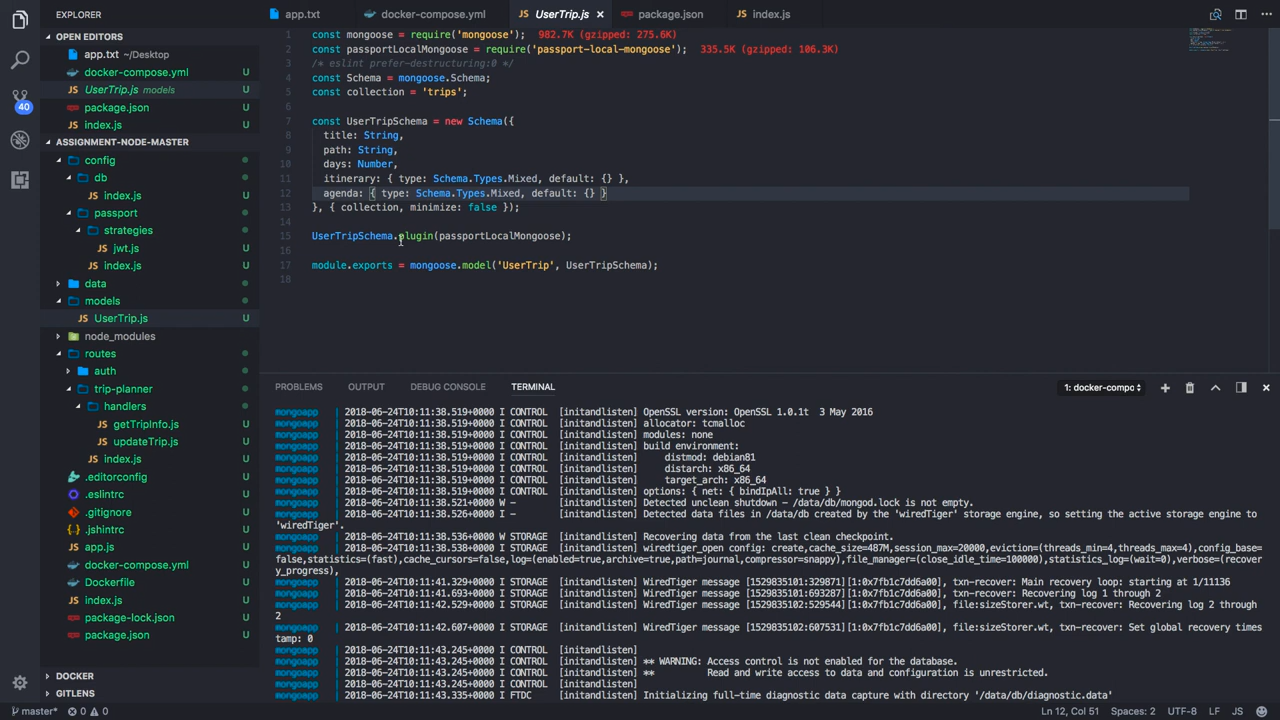 EXPLORER
OPEN EDITORS
app.txt ~/Desktop
docker-compose.yml U
UserTrip.js models U
package.json U
index.js U
40
ASSIGNMENT-NODE-MASTER
config
db
index.js U
passport
strategies
jwt.js U
index.js U
data
models
UserTrip.js U
node_modules
routes
auth
trip-planner
handlers
getTripInfo.js U
updateTrip.js U
index.js U
.editorconfig U
.eslintrc U
.gitignore U
.jshintrc U
app.js U
docker-compose.yml U
Dockerfile U
index.js U
package-lock.json U
package.json U
DOCKER
GITLENS
app.txt
docker-compose.yml
UserTrip.js
package.json
index.js
1 const mongoose = require('mongoose'); 982.7K (gzipped: 275.6K)
2 const passportLocalMongoose = require('passport-local-mongoose'); 335.5K (gzipped: 106.3K)
3 /* eslint prefer-destructuring:0 */
4 const Schema = mongoose.Schema;
5 const collection = 'trips';
6
7 const UserTripSchema = new Schema({
8 title: String,
9 path: String,
10 days: Number,
11 itinerary: { type: Schema.Types.Mixed, default: {} },
12 agenda: { type: Schema.Types.Mixed, default: {} }
13 }, { collection, minimize: false });
14
15 UserTripSchema.plugin(passportLocalMongoose);
16
17 module.exports = mongoose.model('UserTrip', UserTripSchema);
18
PROBLEMS OUTPUT DEBUG CONSOLE TERMINAL 1: docker-compo
mongoapp | 2018-06-24T10:11:38.519+0000 I CONTROL [initandlisten] OpenSSL version: OpenSSL 1.0.1t 3 May 2016
mongoapp | 2018-06-24T10:11:38.519+0000 I CONTROL [initandlisten] allocator: tcmalloc
mongoapp | 2018-06-24T10:11:38.519+0000 I CONTROL [initandlisten] modules: none
mongoapp | 2018-06-24T10:11:38.519+0000 I CONTROL [initandlisten] build environment:
mongoapp | 2018-06-24T10:11:38.519+0000 I CONTROL [initandlisten] distmod: debian81
mongoapp | 2018-06-24T10:11:38.519+0000 I CONTROL [initandlisten] distarch: x86_64
mongoapp | 2018-06-24T10:11:38.519+0000 I CONTROL [initandlisten] target_arch: x86_64
mongoapp | 2018-06-24T10:11:38.519+0000 I CONTROL [initandlisten] options: { net: { bindIpAll: true } }
mongoapp | 2018-06-24T10:11:38.521+0000 W - [initandlisten] Detected unclean shutdown - /data/db/mongod.lock is not empty.
mongoapp | 2018-06-24T10:11:38.526+0000 I - [initandlisten] Detected data files in /data/db created by the 'wiredTiger' storage engine, so setting the active storage engine to
'wiredTiger'.
mongoapp | 2018-06-24T10:11:38.536+0000 W STORAGE [initandlisten] Recovering data from the last clean checkpoint.
mongoapp | 2018-06-24T10:11:38.538+0000 I STORAGE [initandlisten] wiredtiger_open config: create,cache_size=487M,session_max=20000,eviction=(threads_min=4,threads_max=4),config_base=
false,statistics=(fast),cache_cursors=false,log=(enabled=true,archive=true,path=journal,compressor=snappy),file_manager=(close_idle_time=100000),statistics_log=(wait=0),verbose=(recover
y_progress),
mongoapp | 2018-06-24T10:11:41.329+0000 I STORAGE [initandlisten] WiredTiger message [1529835101:329871][1:0x7fb1c7dd6a00], txn-recover: Main recovery loop: starting at 1/11136
mongoapp | 2018-06-24T10:11:41.693+0000 I STORAGE [initandlisten] WiredTiger message [1529835101:693287][1:0x7fb1c7dd6a00], txn-recover: Recovering log 1 through 2
mongoapp | 2018-06-24T10:11:42.529+0000 I STORAGE [initandlisten] WiredTiger message [1529835102:529544][1:0x7fb1c7dd6a00], file:sizeStorer.wt, txn-recover: Recovering log 2 through
2
mongoapp | 2018-06-24T10:11:42.607+0000 I STORAGE [initandlisten] WiredTiger message [1529835102:607531][1:0x7fb1c7dd6a00], file:sizeStorer.wt, txn-recover: Set global recovery times
tamp: 0
mongoapp | 2018-06-24T10:11:43.245+0000 I CONTROL [initandlisten]
mongoapp | 2018-06-24T10:11:43.245+0000 I CONTROL [initandlisten] ** WARNING: Access control is not enabled for the database.
mongoapp | 2018-06-24T10:11:43.245+0000 I CONTROL [initandlisten] ** Read and write access to data and configuration is unrestricted.
mongoapp | 2018-06-24T10:11:43.245+0000 I CONTROL [initandlisten]
mongoapp | 2018-06-24T10:11:43.335+0000 I FTDC [initandlisten] Initializing full-time diagnostic data capture with directory '/data/db/diagnostic.data'
master* 0 0 Ln 12, Col 51 Spaces: 2 UTF-8 LF JS